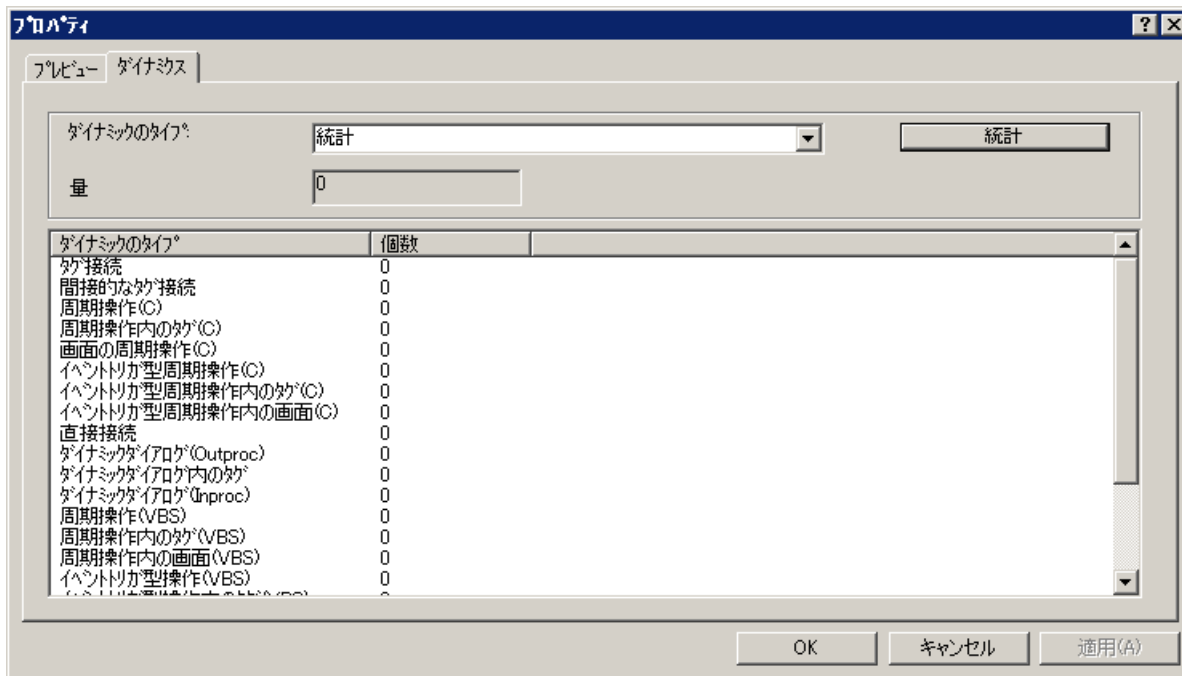 ﾌﾟﾛﾊﾟﾃｨ
ﾌﾟﾚﾋﾞｭｰ ﾀﾞｲﾅﾐｸｽ
ﾀﾞｲﾅﾐｯｸのﾀｲﾌﾟ: 統計 統計
量 0
ﾀﾞｲﾅﾐｯｸのﾀｲﾌﾟ 個数
ﾀｸﾞ接続 0
間接的なﾀｸﾞ接続 0
周期操作(C) 0
周期操作内のﾀｸﾞ(C) 0
画面の周期操作(C) 0
ｲﾍﾞﾝﾄﾄﾘｶﾞ型周期操作(C) 0
ｲﾍﾞﾝﾄﾄﾘｶﾞ型周期操作内のﾀｸﾞ(C) 0
ｲﾍﾞﾝﾄﾄﾘｶﾞ型周期操作内の画面(C) 0
直接接続 0
ﾀﾞｲﾅﾐｯｸﾀﾞｲｱﾛｸﾞ(Outproc) 0
ﾀﾞｲﾅﾐｯｸﾀﾞｲｱﾛｸﾞ内のﾀｸﾞ 0
ﾀﾞｲﾅﾐｯｸﾀﾞｲｱﾛｸﾞ(Inproc) 0
周期操作(VBS) 0
周期操作内のﾀｸﾞ(VBS) 0
周期操作内の画面(VBS) 0
ｲﾍﾞﾝﾄﾄﾘｶﾞ型操作(VBS) 0
OK キャンセル 適用(A)